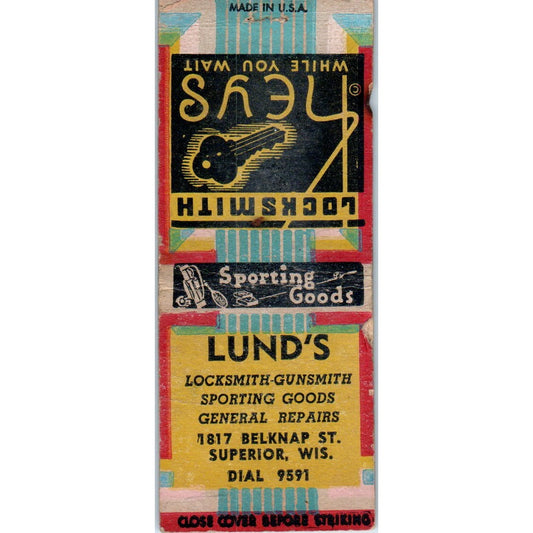 MADE IN U.S.A.
LOCKSMITH
Keys
©
WHILE YOU WAIT
Sporting
Goods
LUND'S
LOCKSMITH-GUNSMITH
SPORTING GOODS
GENERAL REPAIRS
1817 BELKNAP ST.
SUPERIOR, WIS.
DIAL 9591
CLOSE COVER BEFORE STRIKING